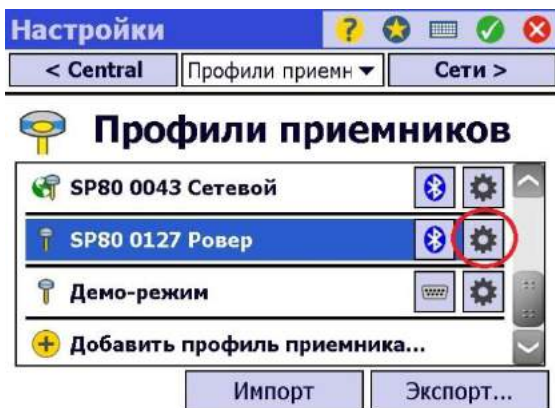 Настройки
?
< Central Профили приемн Сети >
Профили приемников
SP80 0043 Сетевой
SP80 0127 Ровер
Демо-режим
Добавить профиль приемника...
Импорт Экспорт...